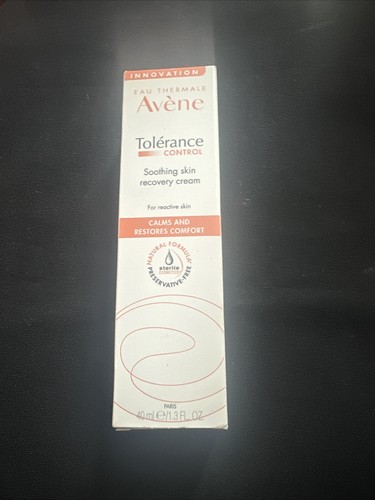 INNOVATION
EAU THERMALE
Avène
Tolérance
CONTROL
Soothing skin
recovery cream
For reactive skin
CALMS AND
RESTORES COMFORT
NATURAL FORMULA
sterile
COSMETICS
PRESERVATIVE-FREE
PARIS
40 ml e/1.3 FL.OZ.